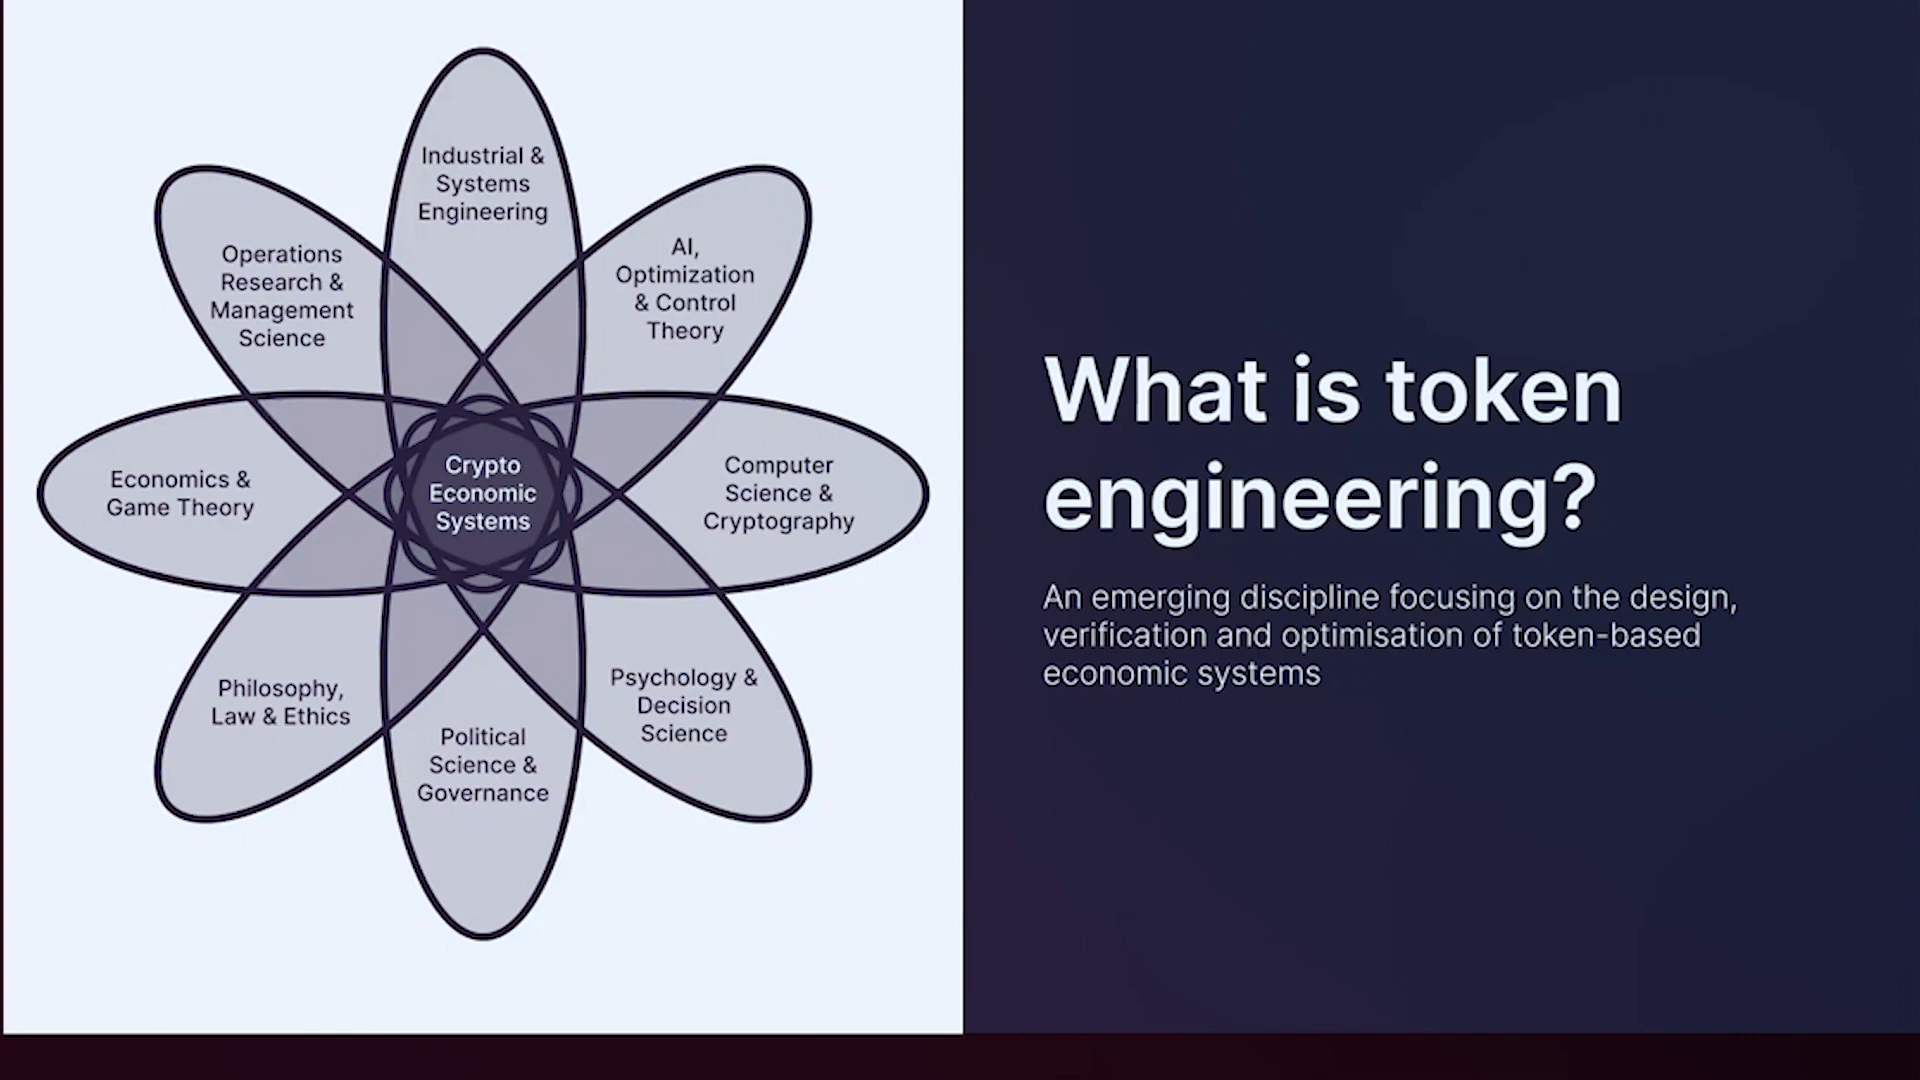 Industrial &
Systems
Engineering
Operations
Research &
Management
Science
AI,
Optimization
& Control
Theory
Economics &
Game Theory
Crypto
Economic
Systems
Computer
Science &
Cryptography
Philosophy,
Law & Ethics
Political
Science &
Governance
Psychology &
Decision
Science
What is token
engineering?
An emerging discipline focusing on the design,
verification and optimisation of token-based
economic systems